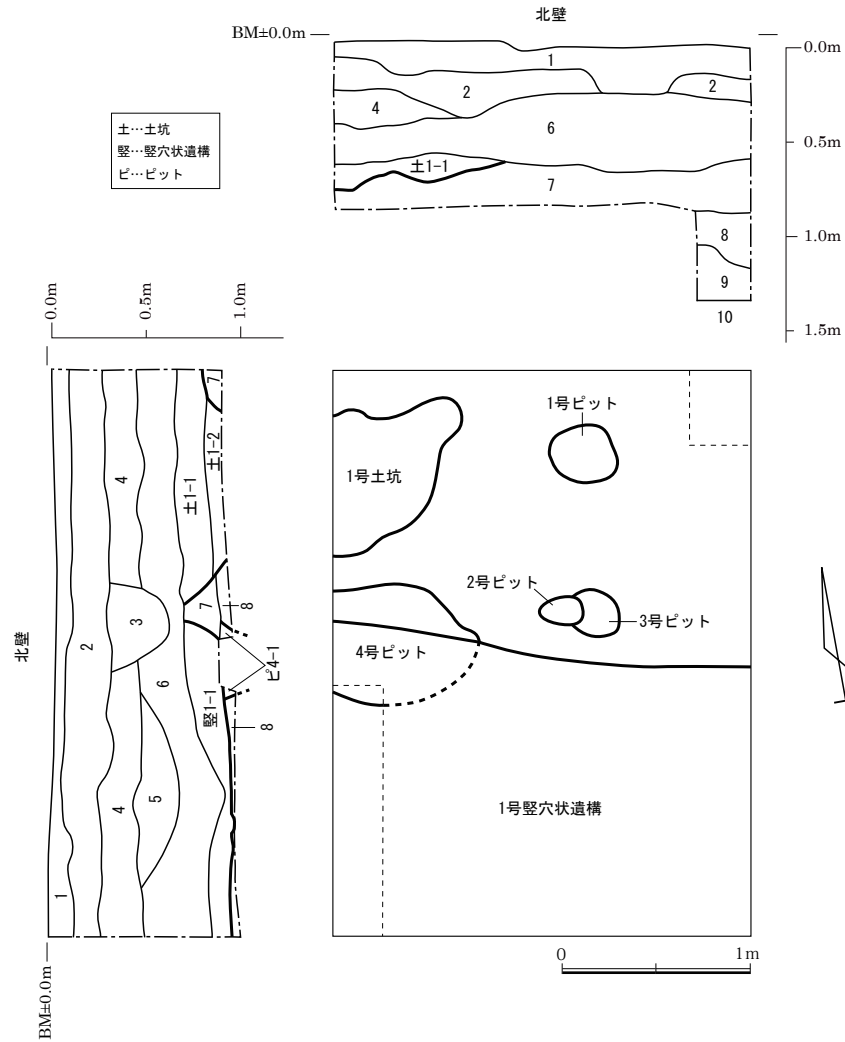 北壁
BM±0.0m
0.0m
1
2
2
4
6
0.5m
土1-1
7
8
1.0m
9
10
1.5m
土…土坑
竪…竪穴状遺構
ピ…ピット
0.0m
0.5m
1.0m
7
土1-2
4
土1-1
3
7
8
2
ピ4-1
6
竪1-1
8
5
4
1
北壁
BM±0.0m
1号ピット
1号土坑
2号ピット
3号ピット
4号ピット
1号竪穴状遺構
0
1m